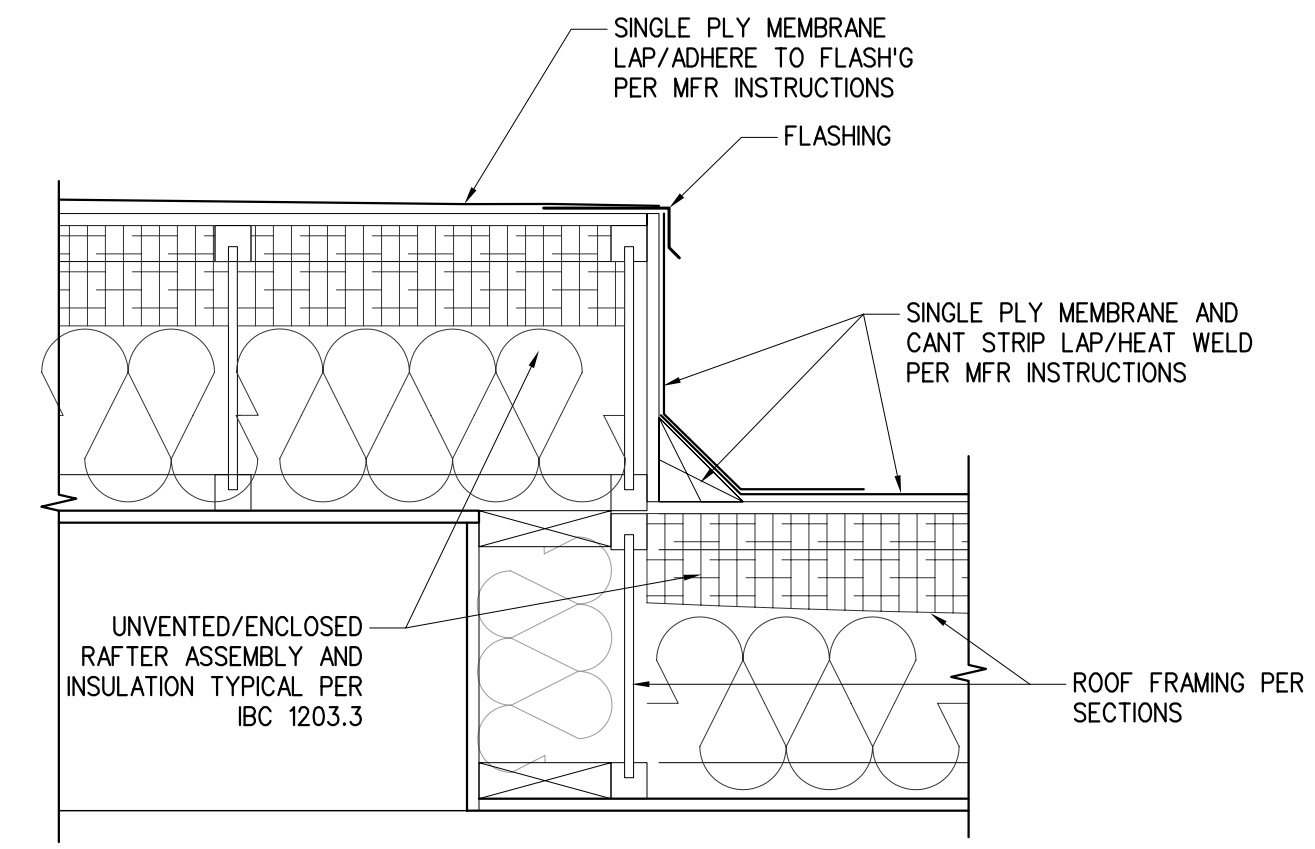 SINGLE PLY MEMBRANE
LAP/ADHERE TO FLASH'G
PER MFR INSTRUCTIONS
FLASHING
SINGLE PLY MEMBRANE AND
CANT STRIP LAP/HEAT WELD
PER MFR INSTRUCTIONS
UNVENTED/ENCLOSED
RAFTER ASSEMBLY AND
INSULATION TYPICAL PER
IBC 1203.3
ROOF FRAMING PER
SECTIONS